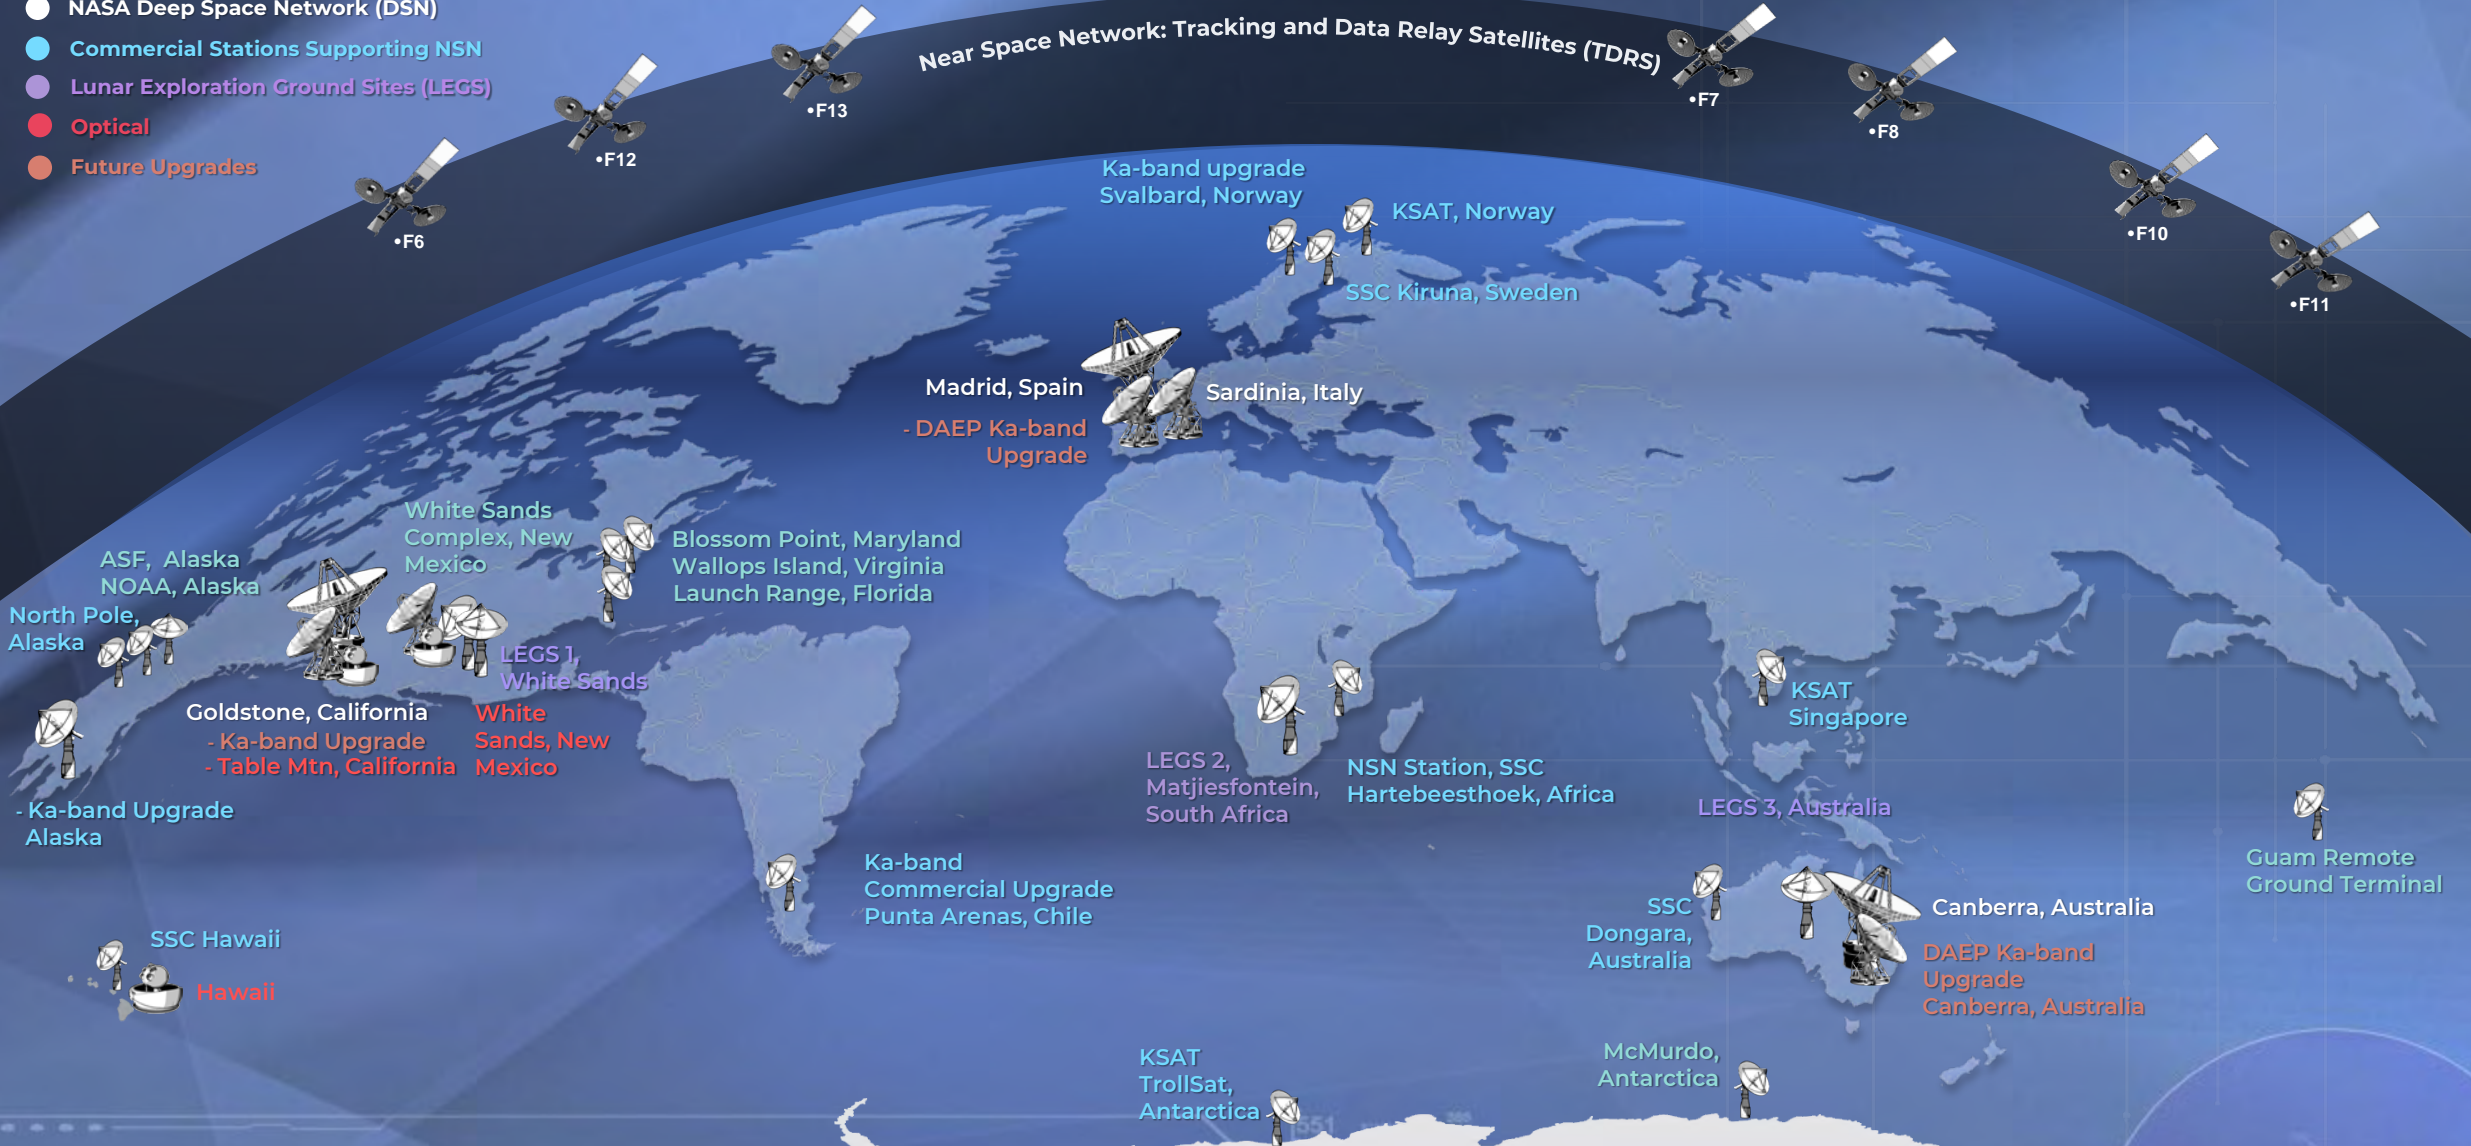 NASA Deep Space Network (DSN)
Commercial Stations Supporting NSN
Lunar Exploration Ground Sites (LEGS)
Optical
Future Upgrades
Near Space Network: Tracking and Data Relay Satellites (TDRS)
•F6
•F12
•F13
•F7
•F8
•F10
•F11
Ka-band upgrade
Svalbard, Norway
KSAT, Norway
SSC Kiruna, Sweden
Madrid, Spain
- DAEP Ka-band
Upgrade
Sardinia, Italy
White Sands
Complex, New
Mexico
Blossom Point, Maryland
Wallops Island, Virginia
Launch Range, Florida
ASF, Alaska
NOAA, Alaska
North Pole,
Alaska
LEGS 1,
White Sands
Goldstone, California
- Ka-band Upgrade
- Table Mtn, California
White
Sands, New
Mexico
- Ka-band Upgrade
Alaska
SSC Hawaii
Hawaii
Ka-band
Commercial Upgrade
Punta Arenas, Chile
LEGS 2,
Matjiesfontein,
South Africa
NSN Station, SSC
Hartebeesthoek, Africa
KSAT
Singapore
LEGS 3, Australia
SSC
Dongara,
Australia
Canberra, Australia
DAEP Ka-band
Upgrade
Canberra, Australia
Guam Remote
Ground Terminal
KSAT
TrollSat,
Antarctica
McMurdo,
Antarctica
551